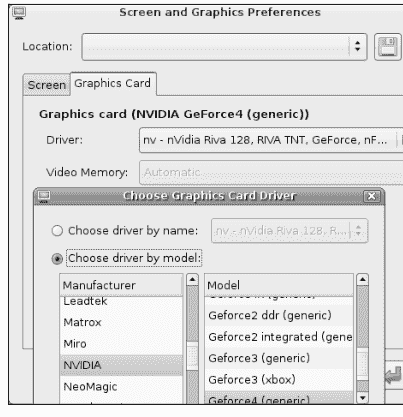 Screen and Graphics Preferences
Location:
Screen
Graphics Card
Graphics card (NVIDIA GeForce4 (generic))
Driver:
nv - nVidia Riva 128, RIVA TNT, GeForce, nF...
Video Memory:
Automatic
Choose Graphics Card Driver
Choose driver by name:
nv - nVidia Riva 128, R...
Choose driver by model:
Manufacturer
Model
Leadtek
Matrox
Miro
NVIDIA
NeoMagic
(generic)
Geforce2 ddr (generic)
Geforce2 integrated (gene
Geforce3 (generic)
Geforce3 (xbox)
Geforce4 (generic)